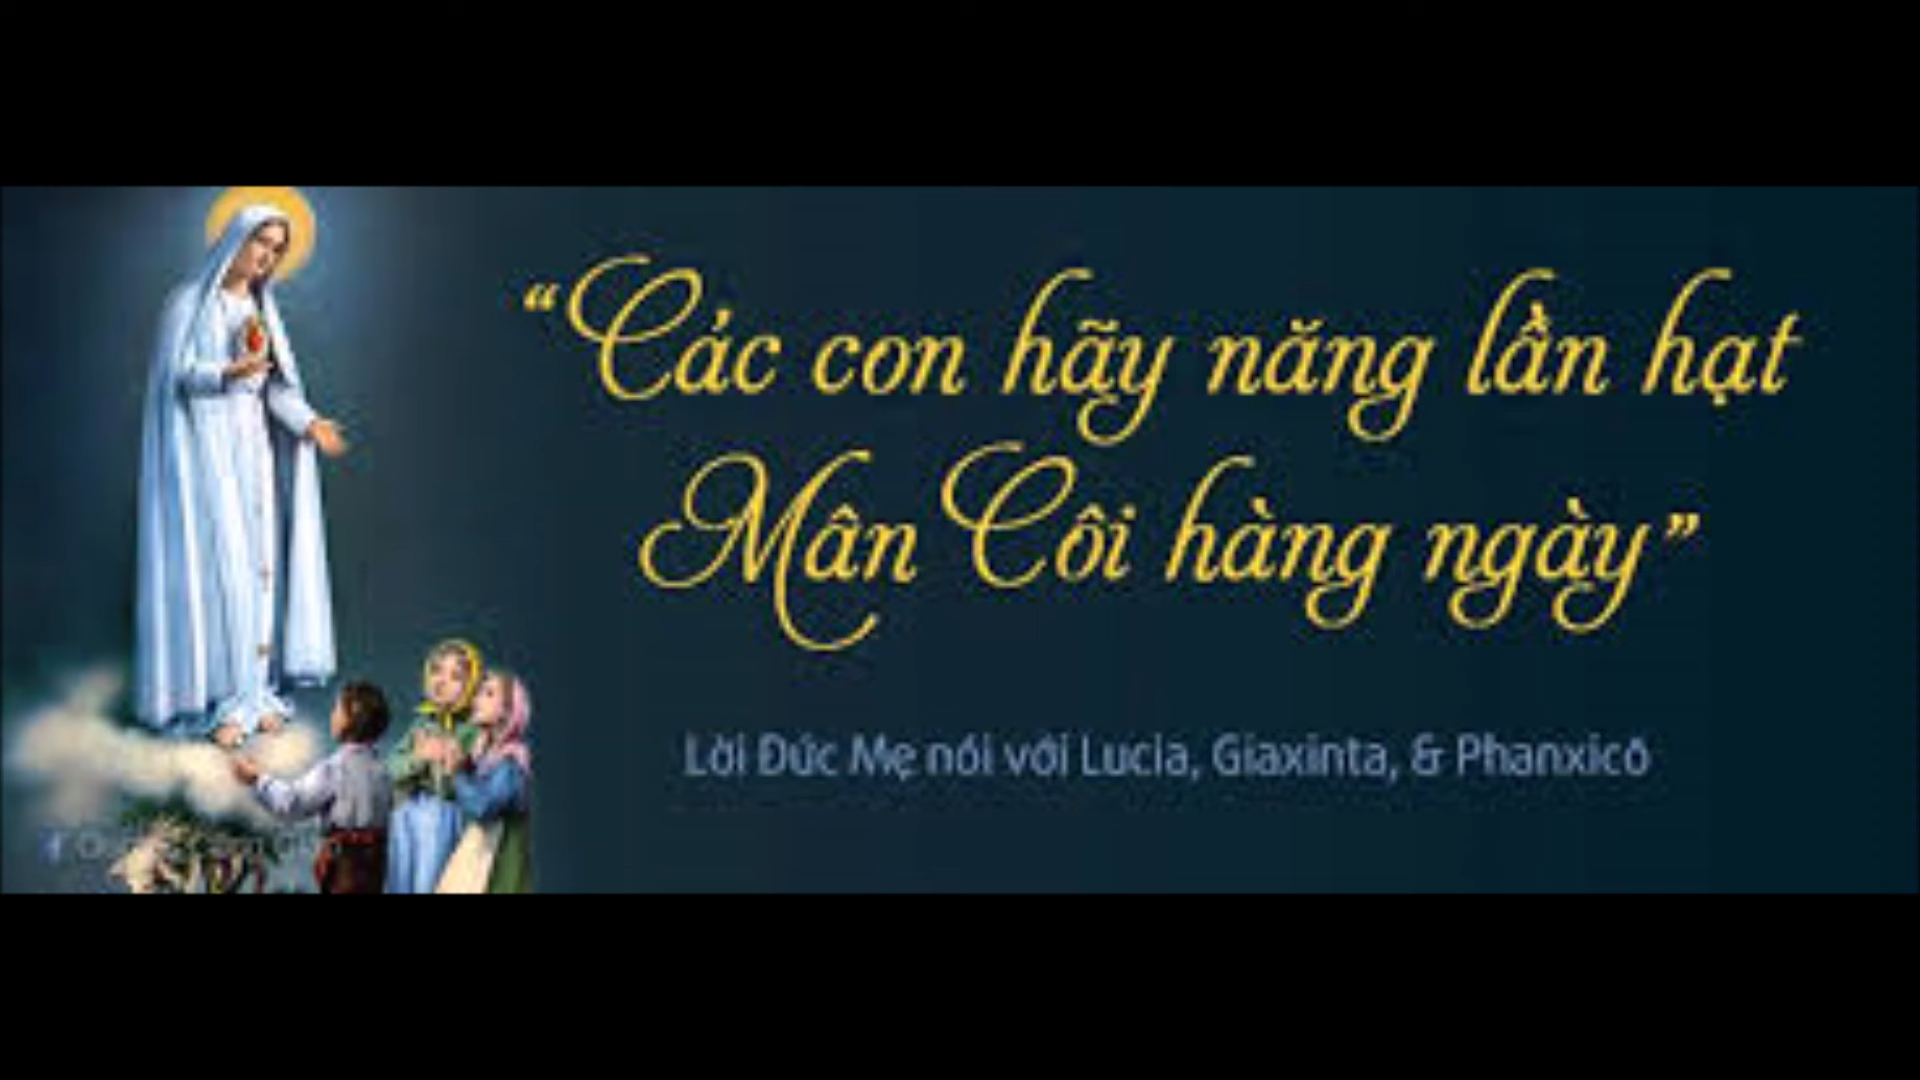 “Các con hãy năng lần hạt
Mân Côi hàng ngày”
Lời Đức Mẹ nói với Lucia, Giaxinta, & Phanxicô